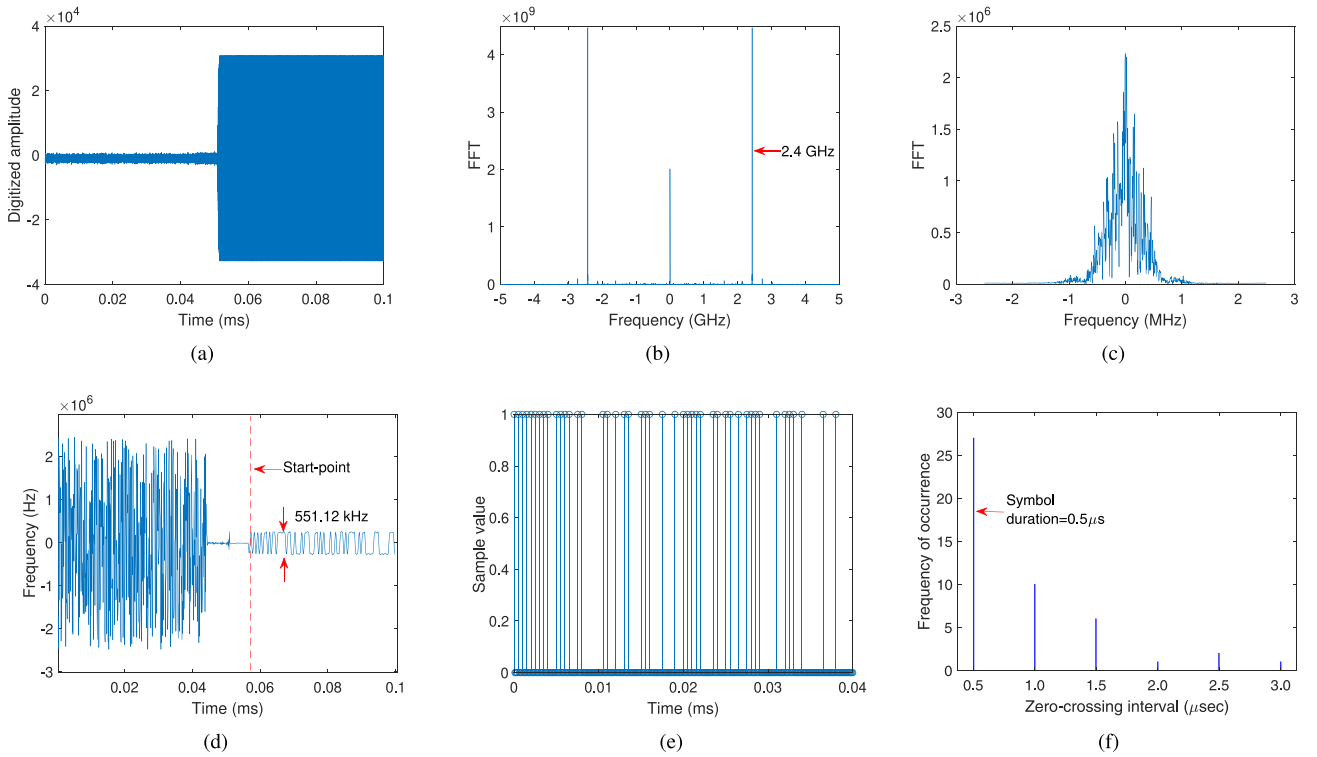 ×10^4
4
2
0
-2
-4
Digitized amplitude
0 0.02 0.04 0.06 0.08 0.1
Time (ms)
(a)
×10^9
4
3
2
1
0
FFT
2.4 GHz
-5 -4 -3 -2 -1 0 1 2 3 4 5
Frequency (GHz)
(b)
×10^6
2.5
2
1.5
1
0.5
0
FFT
-3 -2 -1 0 1 2 3
Frequency (MHz)
(c)
×10^6
2
1
0
-1
-2
-3
Frequency (Hz)
Start-point
551.12 kHz
0.02 0.04 0.06 0.08 0.1
Time (ms)
(d)
1
0.8
0.6
0.4
0.2
0
Sample value
0 0.01 0.02 0.03 0.04
Time (ms)
(e)
30
25
20
15
10
5
0
Frequency of occurrence
Symbol
duration=0.5μs
0.5 1.0 1.5 2.0 2.5 3.0
Zero-crossing interval (μsec)
(f)